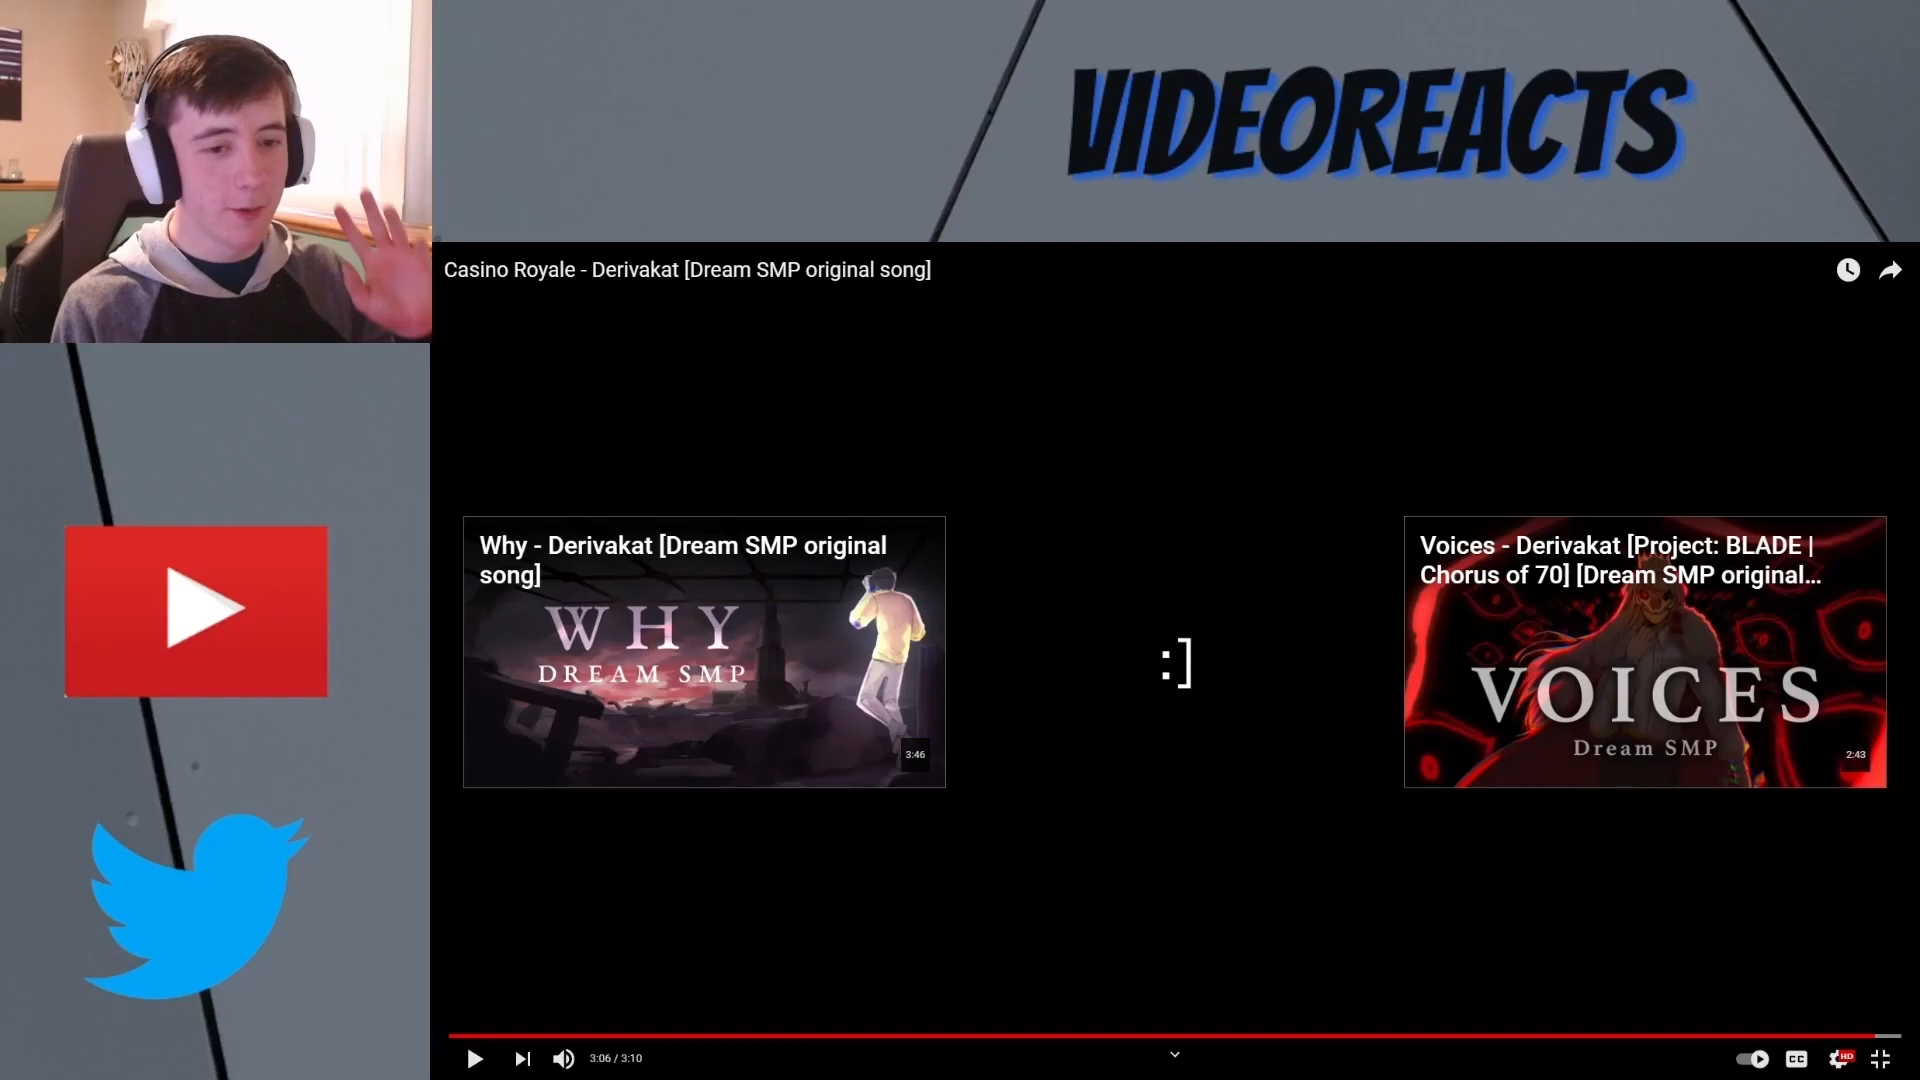 VIDEOREACTS
Casino Royale - Derivakat [Dream SMP original song]
Why - Derivakat [Dream SMP original
song]
WHY
DREAM SMP
3:46
:]
Voices - Derivakat [Project: BLADE |
Chorus of 70] [Dream SMP original...
VOICES
Dream SMP
2:43
3:06 / 3:10
CC
HD